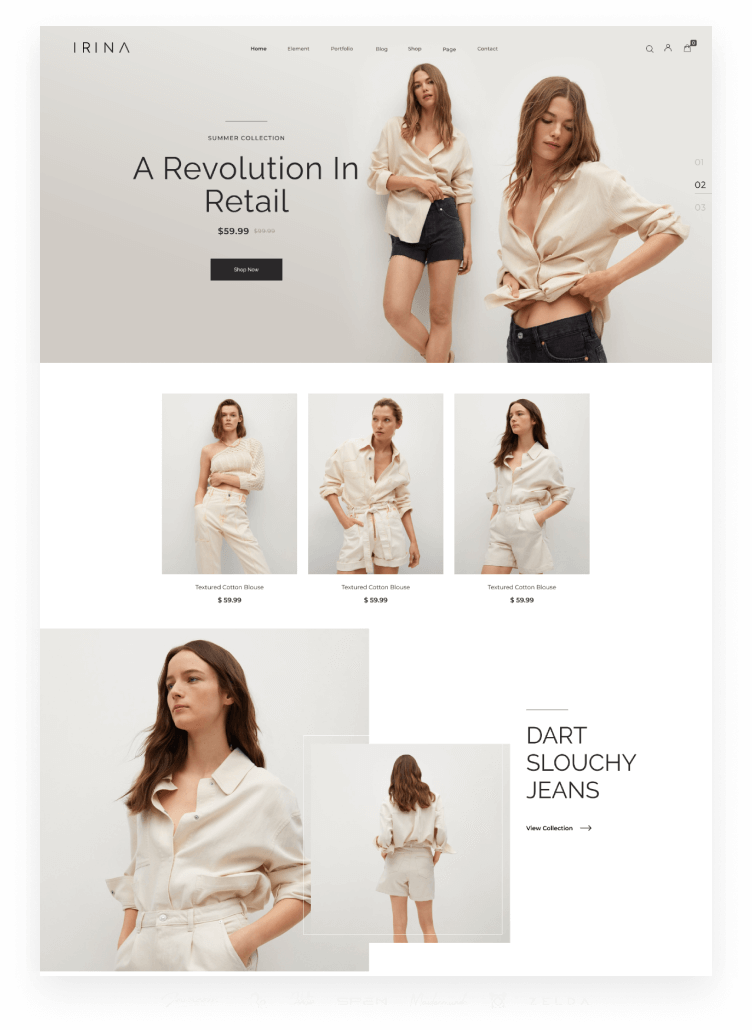 IRINA
Home Element Portfolio Blog Shop Page Contact
0
SUMMER COLLECTION
A Revolution In
Retail
$59.99 $99.99
Shop Now
01
02
03
Textured Cotton Blouse
$ 59.99
Textured Cotton Blouse
$ 59.99
Textured Cotton Blouse
$ 59.99
DART
SLOUCHY
JEANS
View Collection